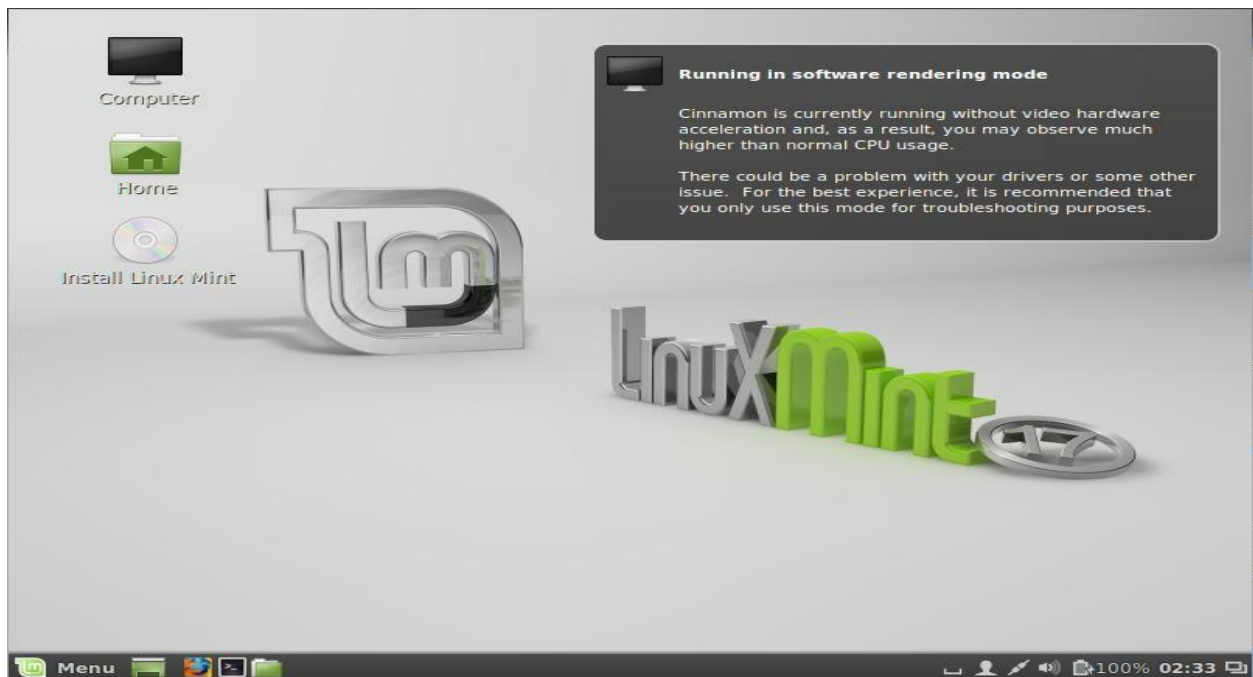 Computer
Home
Install Linux Mint
Running in software rendering mode
Cinnamon is currently running without video hardware
acceleration and, as a result, you may observe much
higher than normal CPU usage.
There could be a problem with your drivers or some other
issue.  For the best experience, it is recommended that
you only use this mode for troubleshooting purposes.
lm
LinuxMint 17
Menu
100% 02:33